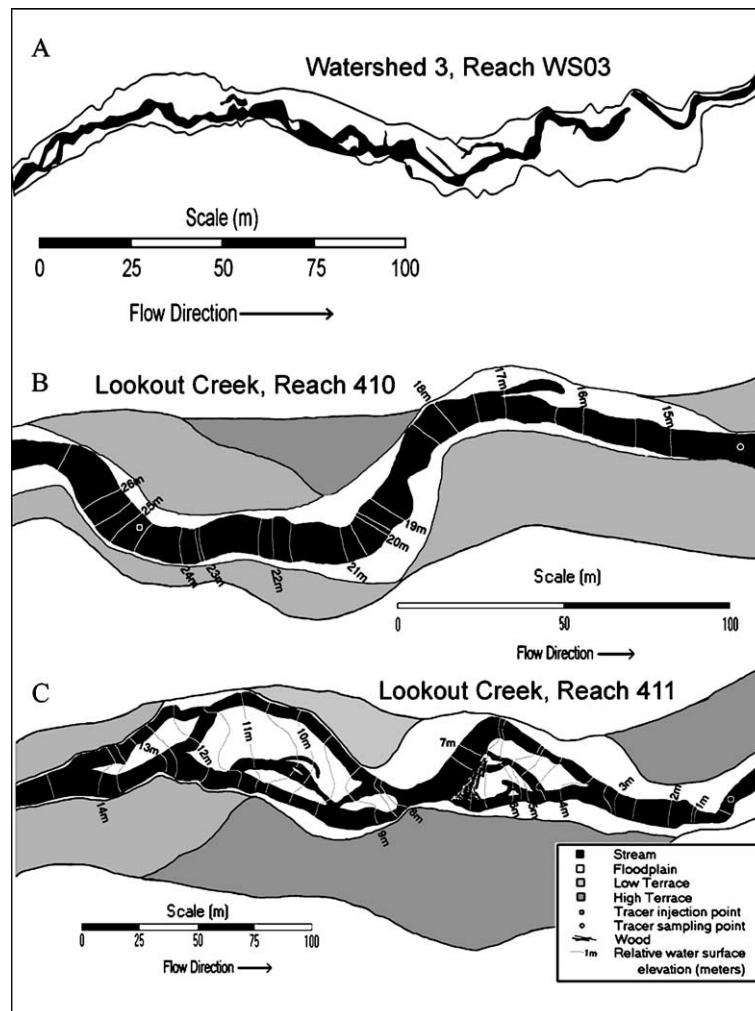 A
Watershed 3, Reach WS03
Scale (m)
0 25 50 75 100
Flow Direction
B
Lookout Creek, Reach 410
26m
25m
24m
23m
22m
21m
20m
19m
18m
17m
16m
15m
Scale (m)
0 50 100
Flow Direction
C
Lookout Creek, Reach 411
14m
13m
12m
11m
10m
9m
8m
7m
6m
5m
4m
3m
2m
1m
Scale (m)
0 25 50 75 100
Flow Direction
Stream
Floodplain
Low Terrace
High Terrace
Tracer injection point
Tracer sampling point
Wood
1m Relative water surface
elevation (meters)